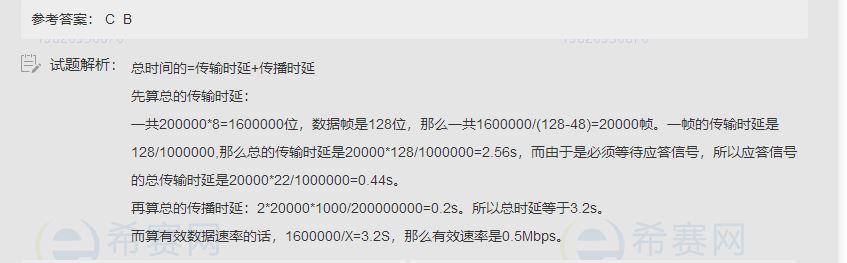 参考答案： C B
试题解析： 总时间的=传输时延+传播时延
先算总的传输时延：
一共200000*8=1600000位，数据帧是128位，那么一共1600000/(128-48)=20000帧。一帧的传输时延是
128/1000000,那么总的传输时延是20000*128/1000000=2.56s，而由于是必须等待应答信号，所以应答信号
的总传输时延是20000*22/1000000=0.44s。
再算总的传播时延：2*20000*1000/200000000=0.2s。所以总时延等于3.2s。
而算有效数据速率的话，1600000/X=3.2S，那么有效速率是0.5Mbps。
希赛网 希赛网